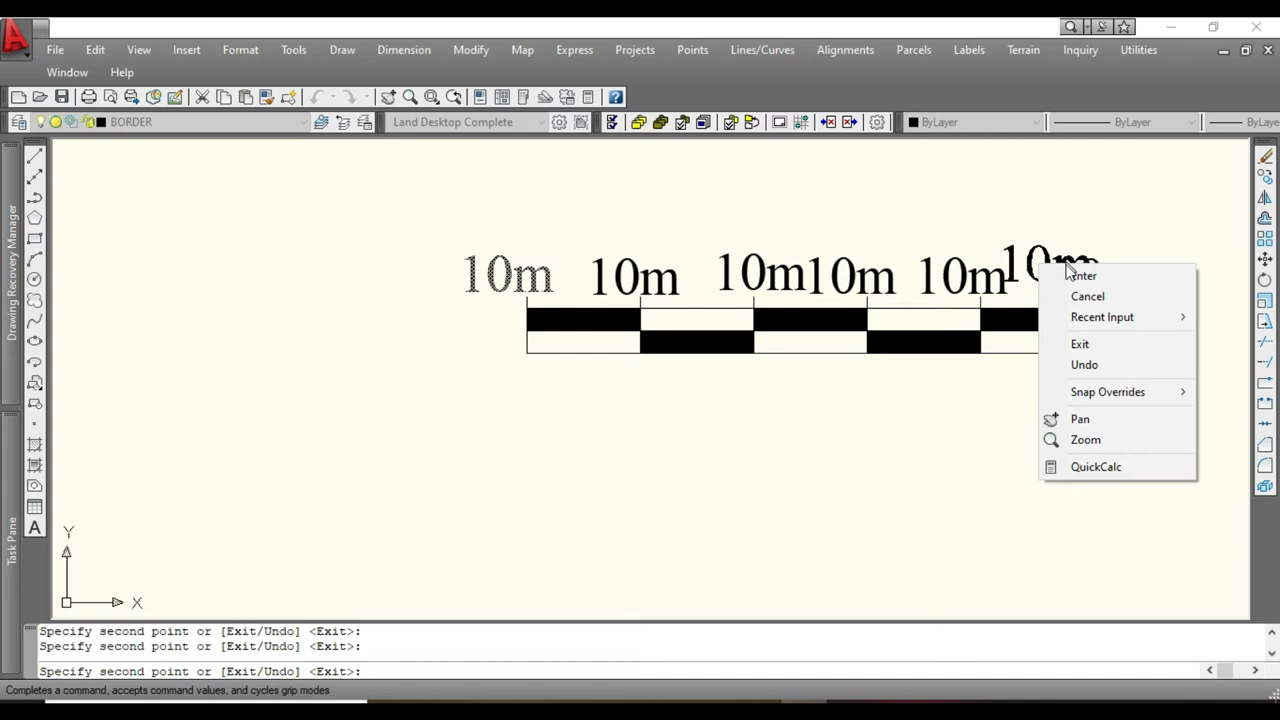 File Edit View Insert Format Tools Draw Dimension Modify Map Express Projects Points Lines/Curves Alignments Parcels Labels Terrain Inquiry Utilities
Window Help
BORDER Land Desktop Complete ByLayer ByLayer
Drawing Recovery Manager
Task Pane
10m 10m 10m 10m 10m 10m
Cancel
Recent Input
Exit
Undo
Snap Overrides
Pan
Zoom
QuickCalc
Y
X
A
Specify second point or [Exit/Undo] <Exit>:
Specify second point or [Exit/Undo] <Exit>:
Specify second point or [Exit/Undo] <Exit>:
Completes a command, accepts command values, and cycles grip modes